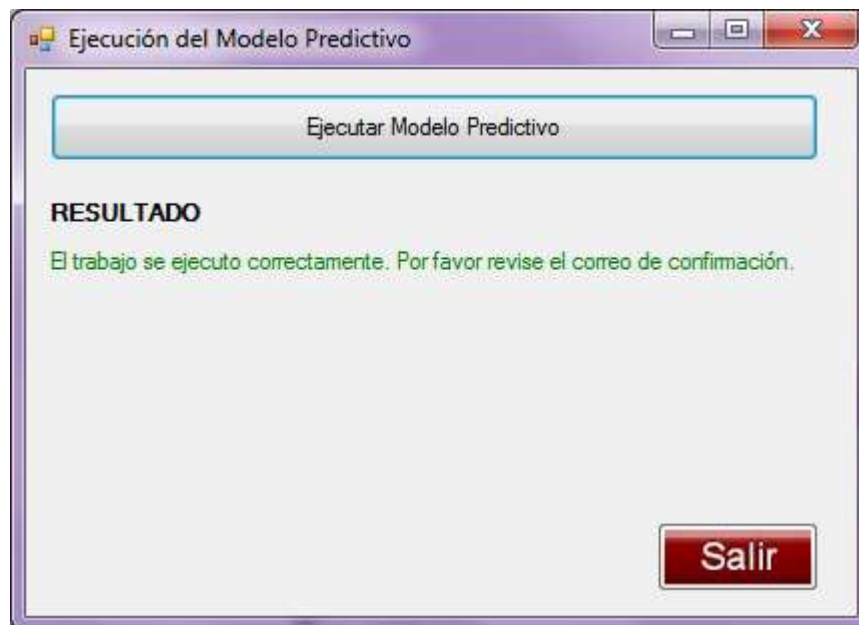 Ejecución del Modelo Predictivo
Ejecutar Modelo Predictivo
RESULTADO
El trabajo se ejecuto correctamente. Por favor revise el correo de confirmación.
Salir